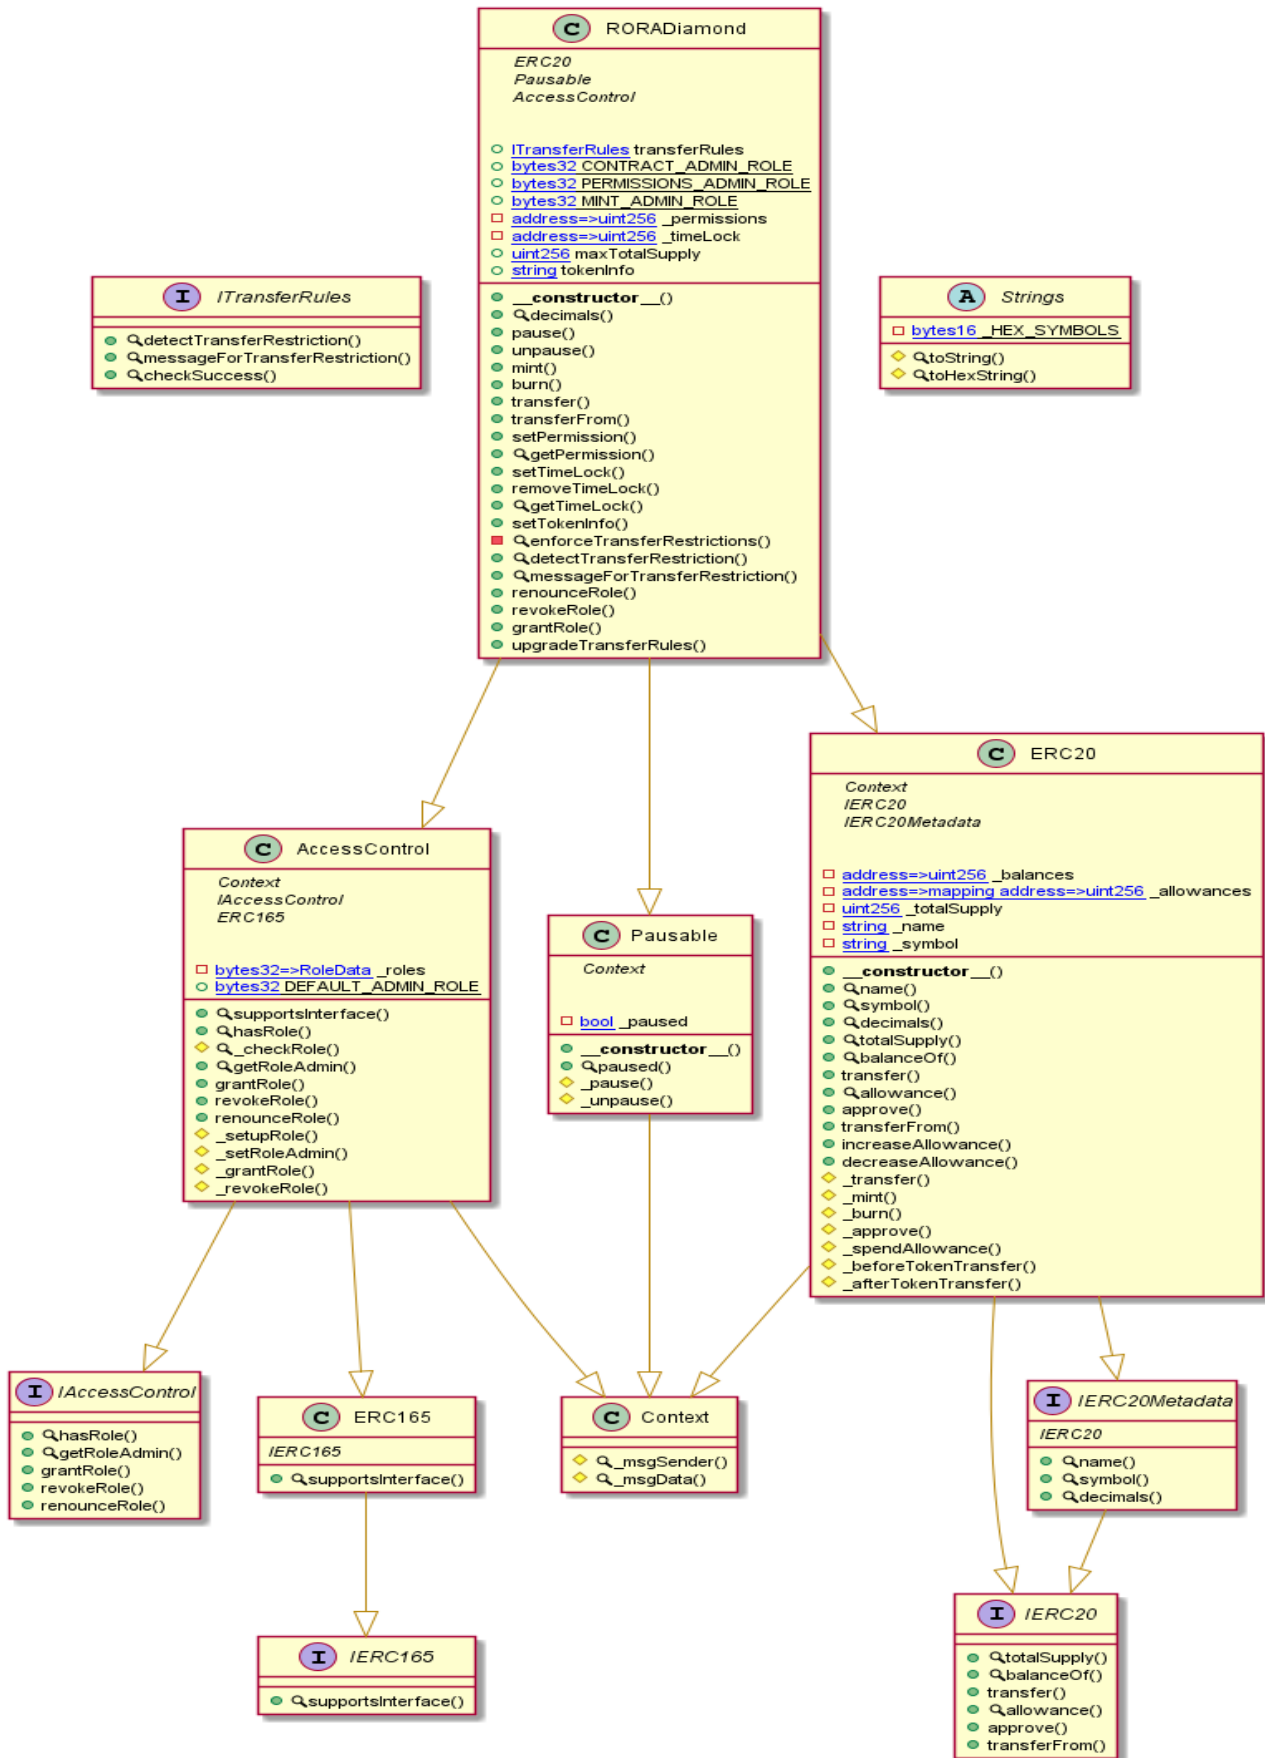 C RORADiamond
ERC20
Pausable
AccessControl
ITransferRules transferRules
bytes32 CONTRACT_ADMIN_ROLE
bytes32 PERMISSIONS_ADMIN_ROLE
bytes32 MINT_ADMIN_ROLE
address=>uint256 _permissions
address=>uint256 _timeLock
uint256 maxTotalSupply
string tokenInfo
__constructor__()
decimals()
pause()
unpause()
mint()
burn()
transfer()
transferFrom()
setPermission()
getPermission()
setTimeLock()
removeTimeLock()
getTimeLock()
setTokenInfo()
enforceTransferRestrictions()
detectTransferRestriction()
messageForTransferRestriction()
renounceRole()
revokeRole()
grantRole()
upgradeTransferRules()
I ITransferRules
detectTransferRestriction()
messageForTransferRestriction()
checkSuccess()
A Strings
bytes16 _HEX_SYMBOLS
toString()
toHexString()
C AccessControl
Context
IAccessControl
ERC165
bytes32=>RoleData _roles
bytes32 DEFAULT_ADMIN_ROLE
supportsInterface()
hasRole()
_checkRole()
getRoleAdmin()
grantRole()
revokeRole()
renounceRole()
_setupRole()
_setRoleAdmin()
_grantRole()
_revokeRole()
C Pausable
Context
bool _paused
__constructor__()
paused()
_pause()
_unpause()
C ERC20
Context
IERC20
IERC20Metadata
address=>uint256 _balances
address=>mapping address=>uint256 _allowances
uint256 _totalSupply
string _name
string _symbol
__constructor__()
name()
symbol()
decimals()
totalSupply()
balanceOf()
transfer()
allowance()
approve()
transferFrom()
increaseAllowance()
decreaseAllowance()
_transfer()
_mint()
_burn()
_approve()
_spendAllowance()
_beforeTokenTransfer()
_afterTokenTransfer()
I IAccessControl
hasRole()
getRoleAdmin()
grantRole()
revokeRole()
renounceRole()
C ERC165
IERC165
supportsInterface()
C Context
_msgSender()
_msgData()
I IERC20Metadata
IERC20
name()
symbol()
decimals()
I IERC165
supportsInterface()
I IERC20
totalSupply()
balanceOf()
transfer()
allowance()
approve()
transferFrom()